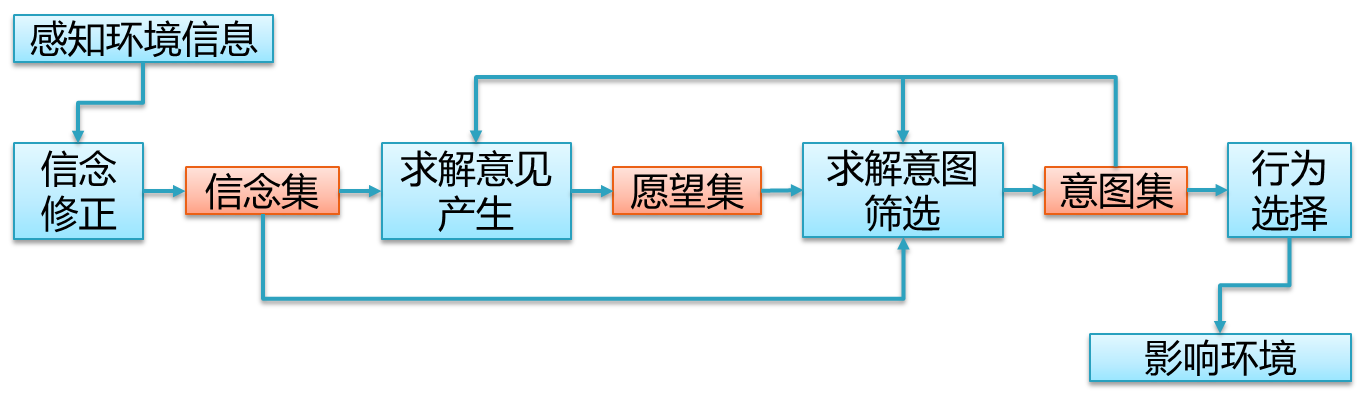 感知环境信息
信念
修正
信念集
求解意见
产生
愿望集
求解意图
筛选
意图集
行为
选择
影响环境